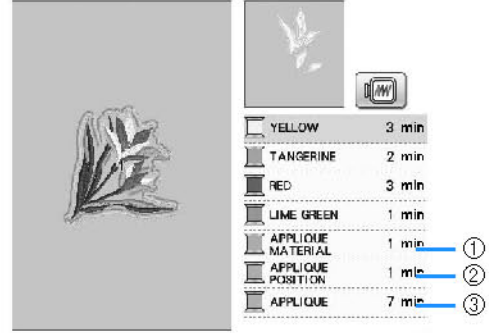 YELLOW 3 min
TANGERINE 2 min
RED 3 min
LIME GREEN 1 min
APPLIQUE
MATERIAL 1 min ①
APPLIQUE
POSITION 1 min ②
APPLIQUE 7 min ③